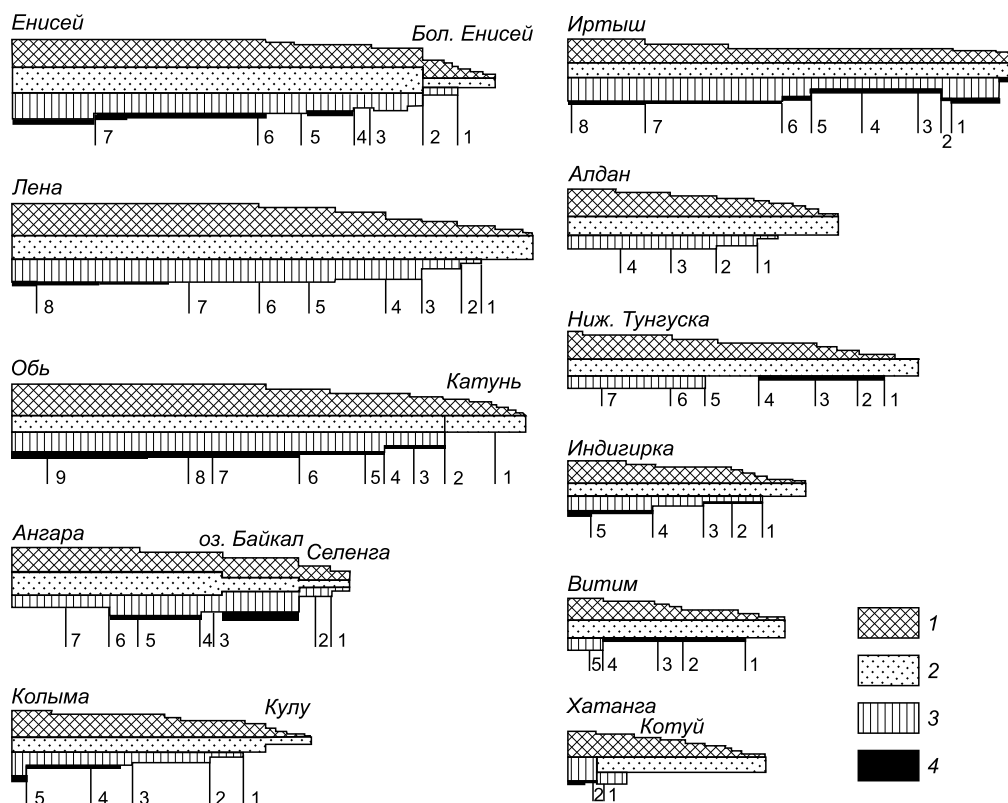 Енисей
Бол. Енисей
7 6 5 4 3 2 1
Лена
8 7 6 5 4 3 2 1
Обь
Катунь
9 8 7 6 5 4 3 2 1
Ангара
оз. Байкал
Селенга
7 6 5 4 3 2 1
Колыма
Кулу
5 4 3 2 1
Иртыш
8 7 6 5 4 3 2 1
Алдан
4 3 2 1
Ниж. Тунгуска
7 6 5 4 3 2 1
Индигирка
5 4 3 2 1
Витим
5 4 3 2 1
Хатанга
Котуй
2 1
1
2
3
4